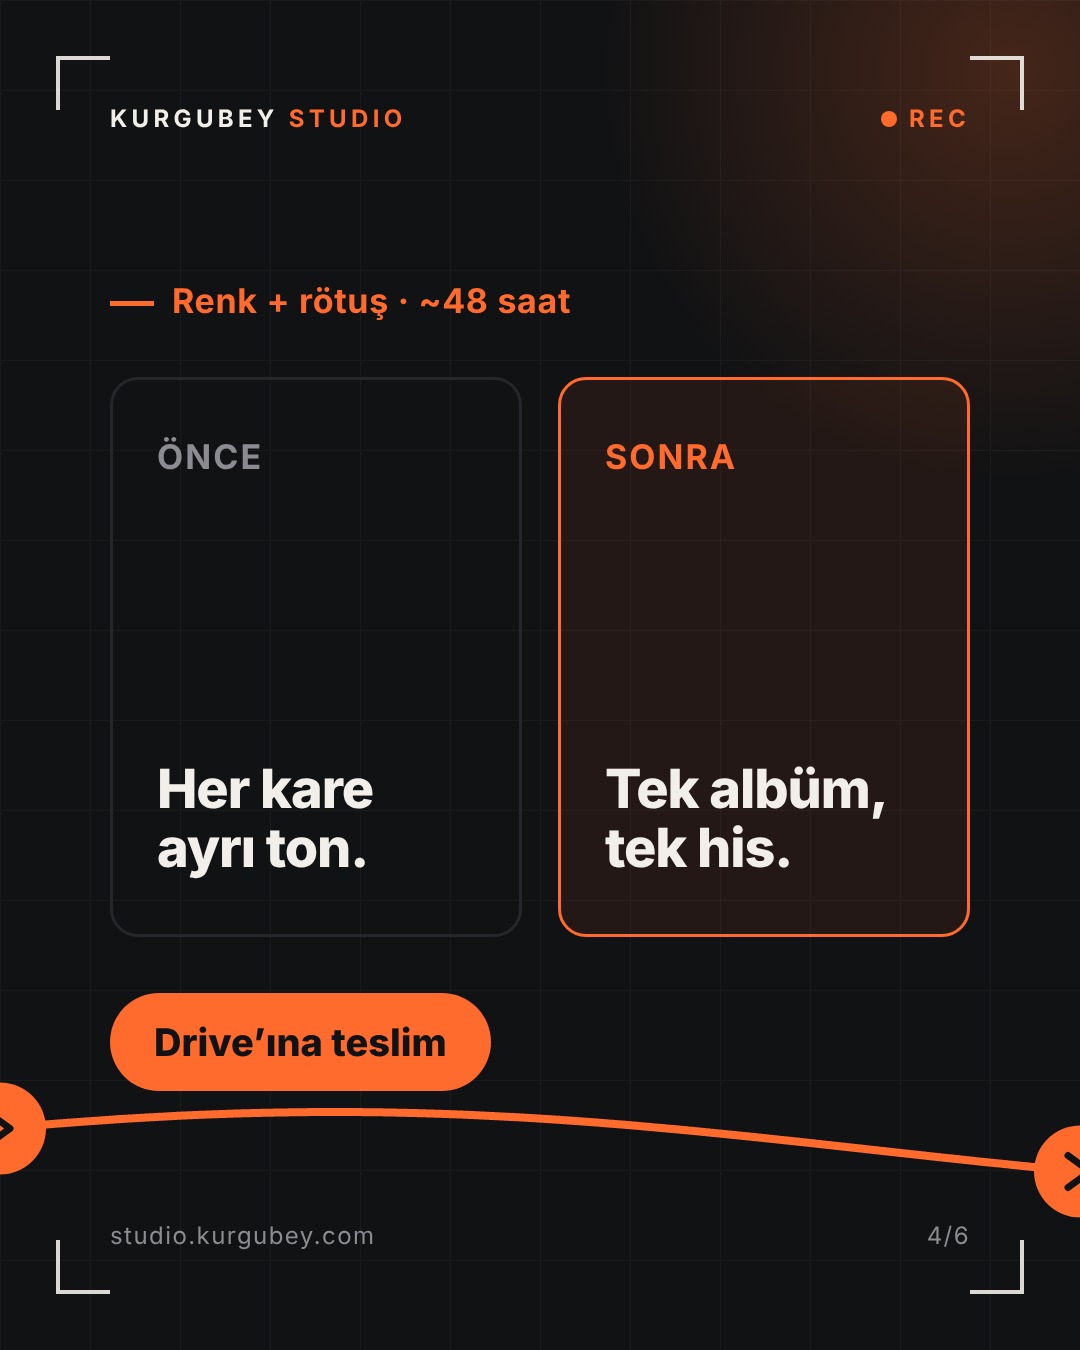 KURGUBEY STUDIO
REC
Renk + rötuş · ~48 saat
ÖNCE
Her kare
ayrı ton.
SONRA
Tek albüm,
tek his.
Drive’ına teslim
studio.kurgubey.com
4/6